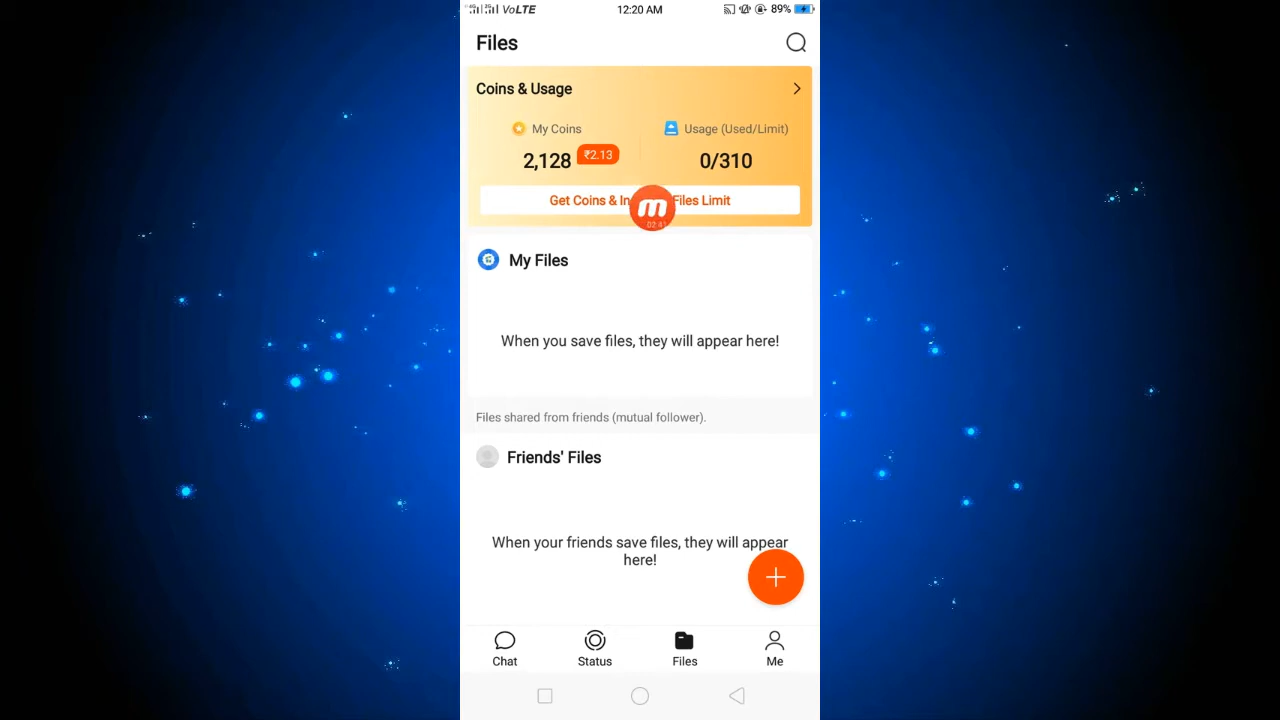 VoLTE 12:20 AM 89%
Files
Coins & Usage
My Coins Usage (Used/Limit)
2,128 ₹2.13 0/310
Get Coins & In Files Limit
m
My Files
When you save files, they will appear here!
Files shared from friends (mutual follower).
Friends' Files
When your friends save files, they will appear
here!
Chat Status Files Me